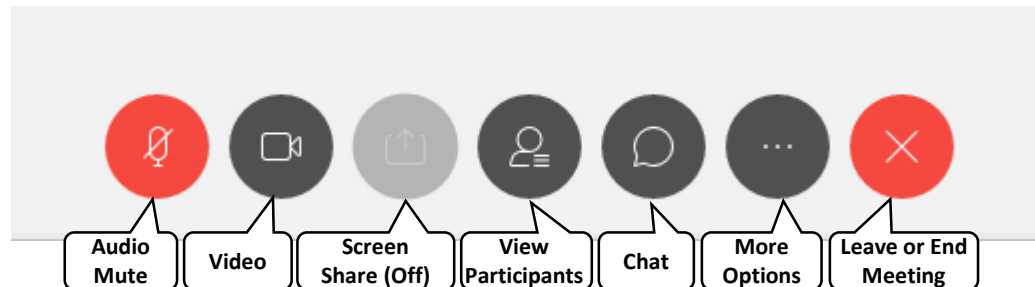 Audio
Mute
Video
Screen
Share (Off)
View
Participants
Chat
More
Options
Leave or End
Meeting